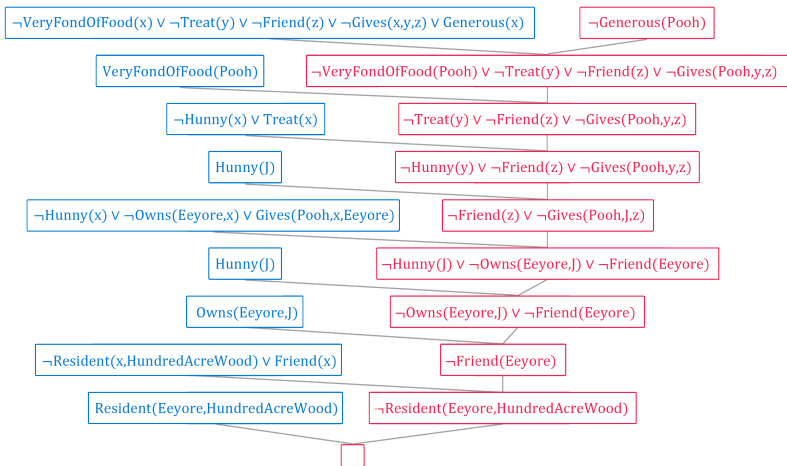 ¬VeryFondOfFood(x) ∨ ¬Treat(y) ∨ ¬Friend(z) ∨ ¬Gives(x,y,z) ∨ Generous(x)
¬Generous(Pooh)
VeryFondOfFood(Pooh)
¬VeryFondOfFood(Pooh) ∨ ¬Treat(y) ∨ ¬Friend(z) ∨ ¬Gives(Pooh,y,z)
¬Hunny(x) ∨ Treat(x)
¬Treat(y) ∨ ¬Friend(z) ∨ ¬Gives(Pooh,y,z)
Hunny(J)
¬Hunny(y) ∨ ¬Friend(z) ∨ ¬Gives(Pooh,y,z)
¬Hunny(x) ∨ ¬Owns(Eeyore,x) ∨ Gives(Pooh,x,Eeyore)
¬Friend(z) ∨ ¬Gives(Pooh,J,z)
Hunny(J)
¬Hunny(J) ∨ ¬Owns(Eeyore,J) ∨ ¬Friend(Eeyore)
Owns(Eeyore,J)
¬Owns(Eeyore,J) ∨ ¬Friend(Eeyore)
¬Resident(x,HundredAcreWood) ∨ Friend(x)
¬Friend(Eeyore)
Resident(Eeyore,HundredAcreWood)
¬Resident(Eeyore,HundredAcreWood)